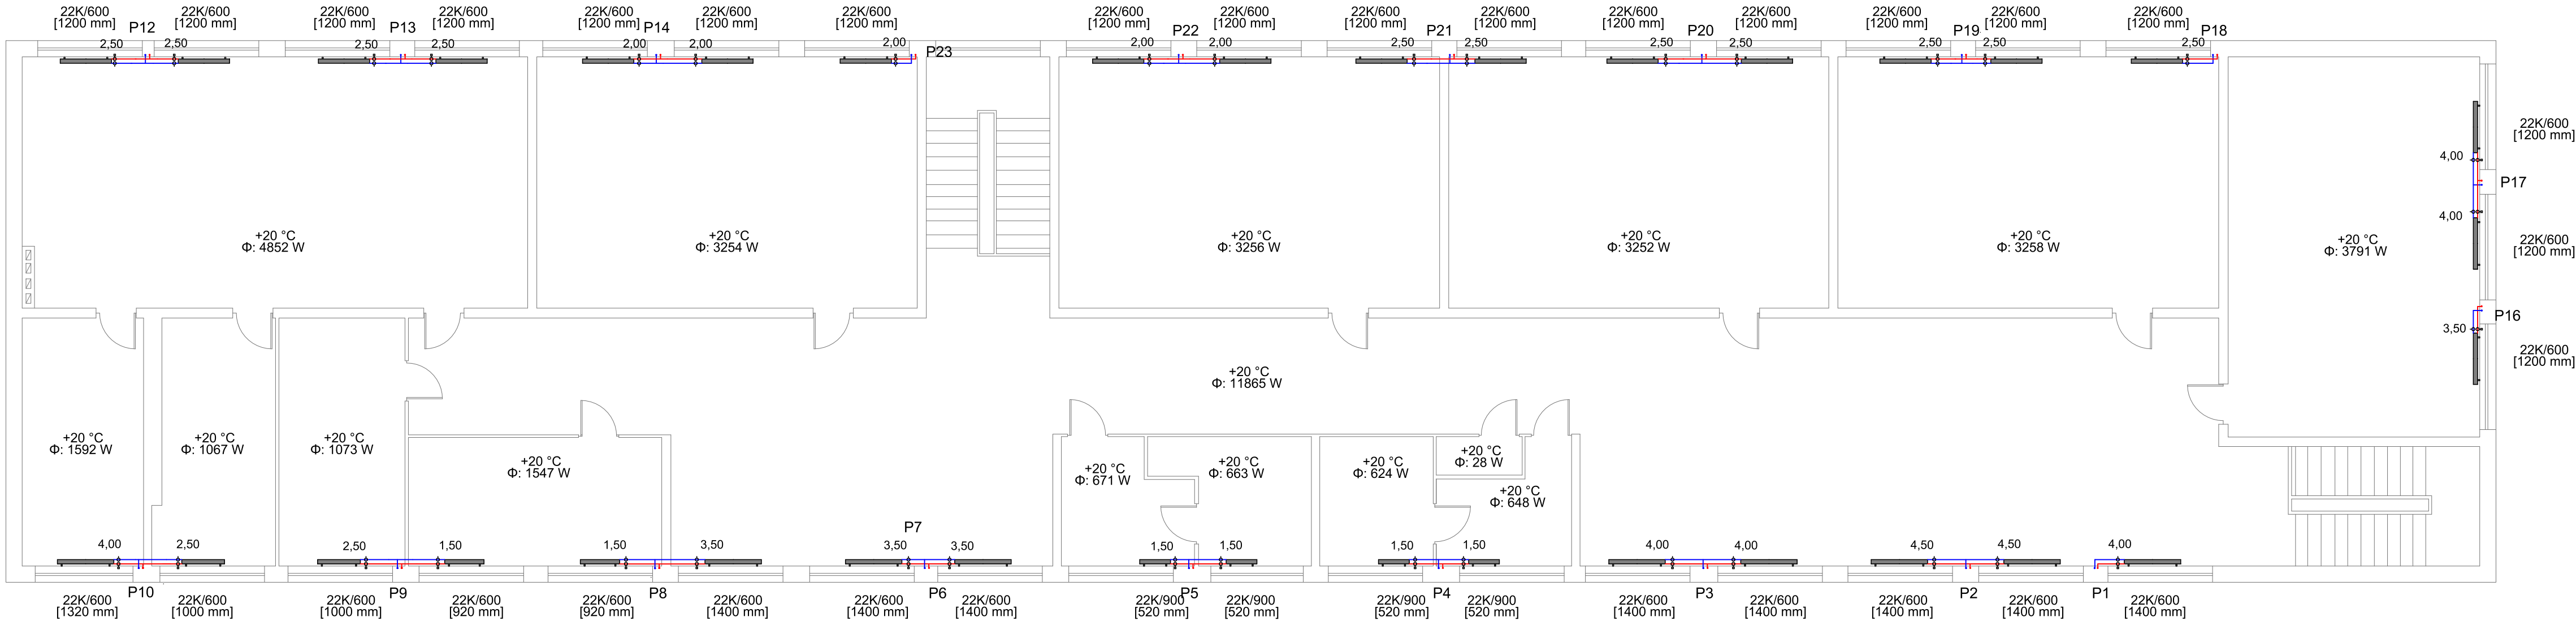 22K/600
[1200 mm]
22K/600
[1200 mm]
22K/600
[1200 mm]
22K/600
[1200 mm]
22K/600
[1200 mm]
22K/600
[1200 mm]
22K/600
[1200 mm]
22K/600
[1200 mm]
22K/600
[1200 mm]
22K/600
[1200 mm]
22K/600
[1200 mm]
22K/600
[1200 mm]
22K/600
[1200 mm]
22K/600
[1200 mm]
22K/600
[1200 mm]
22K/600
[1200 mm]
P12
P13
P14
P23
P22
P21
P20
P19
P18
2,50
2,50
2,50
2,50
2,00
2,00
2,00
2,00
2,00
2,50
2,50
2,50
2,50
2,50
2,50
2,50
22K/600
[1200 mm]
4,00
P17
4,00
22K/600
[1200 mm]
P16
3,50
22K/600
[1200 mm]
+20 °C
Φ: 4852 W
+20 °C
Φ: 3254 W
+20 °C
Φ: 3256 W
+20 °C
Φ: 3252 W
+20 °C
Φ: 3258 W
+20 °C
Φ: 3791 W
+20 °C
Φ: 11865 W
+20 °C
Φ: 1592 W
+20 °C
Φ: 1067 W
+20 °C
Φ: 1073 W
+20 °C
Φ: 1547 W
+20 °C
Φ: 671 W
+20 °C
Φ: 663 W
+20 °C
Φ: 624 W
+20 °C
Φ: 28 W
+20 °C
Φ: 648 W
P7
4,00
2,50
2,50
1,50
1,50
3,50
3,50
3,50
1,50
1,50
1,50
1,50
4,00
4,00
4,50
4,50
4,00
P10
P9
P8
P6
P5
P4
P3
P2
P1
22K/600
[1320 mm]
22K/600
[1000 mm]
22K/600
[1000 mm]
22K/600
[920 mm]
22K/600
[920 mm]
22K/600
[1400 mm]
22K/600
[1400 mm]
22K/600
[1400 mm]
22K/900
[520 mm]
22K/900
[520 mm]
22K/900
[520 mm]
22K/900
[520 mm]
22K/600
[1400 mm]
22K/600
[1400 mm]
22K/600
[1400 mm]
22K/600
[1400 mm]
22K/600
[1400 mm]